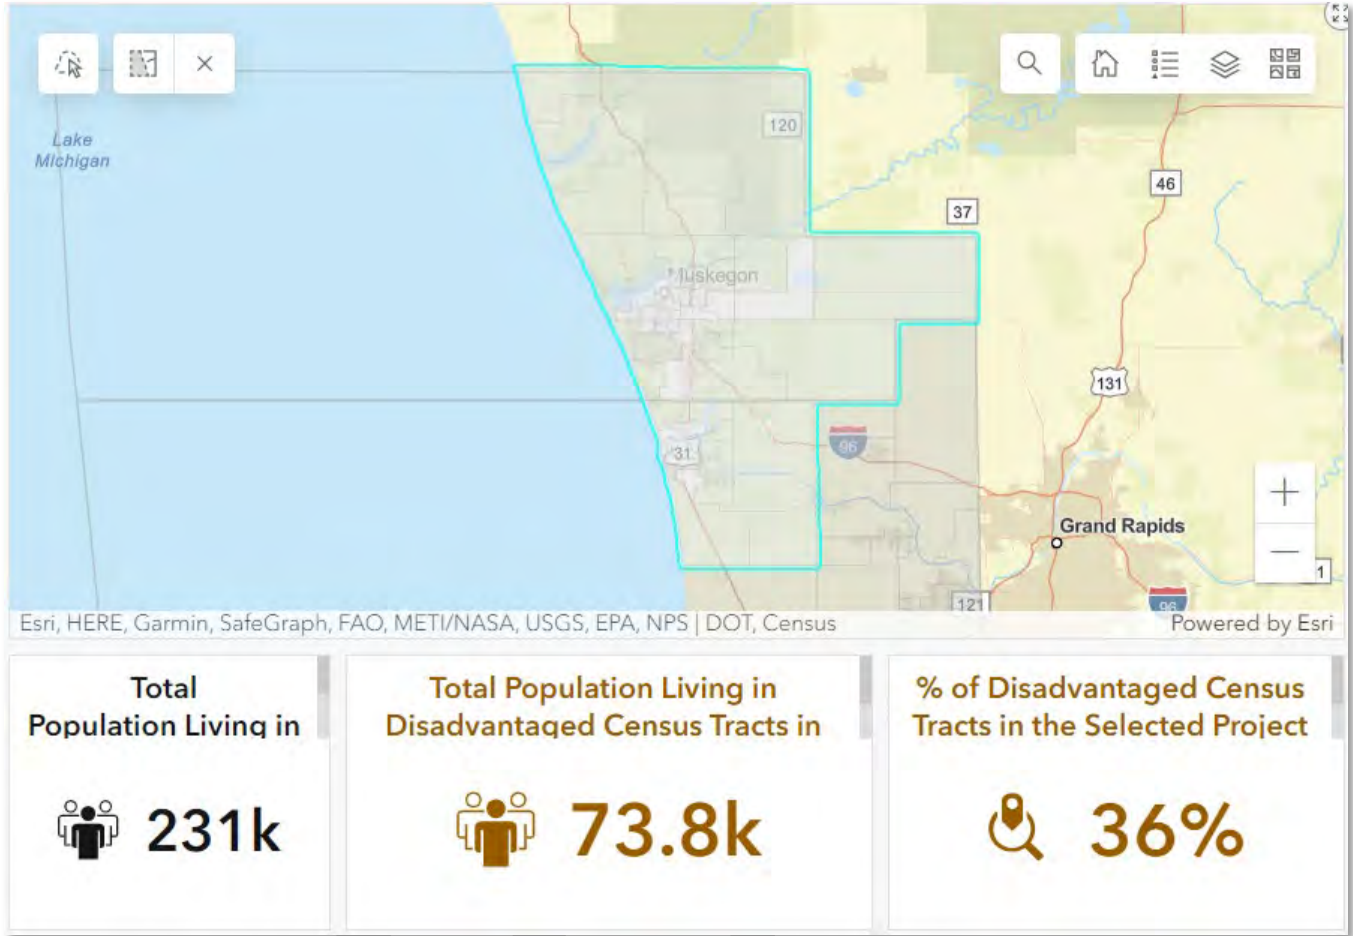 Lake
Michigan
120
46
37
Muskegon
131
31
96
Grand Rapids
1
121
96
Esri, HERE, Garmin, SafeGraph, FAO, METI/NASA, USGS, EPA, NPS | DOT, Census
Powered by Esri
Total
Population Living in
231k
Total Population Living in
Disadvantaged Census Tracts in
73.8k
% of Disadvantaged Census
Tracts in the Selected Project
36%